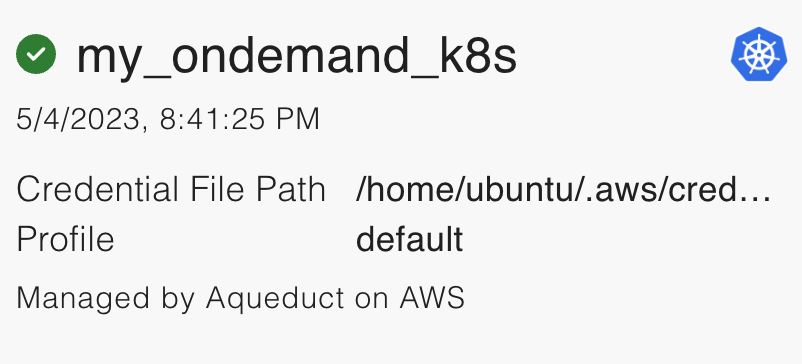 my_ondemand_k8s
5/4/2023, 8:41:25 PM
Credential File Path /home/ubuntu/.aws/cred...
Profile default
Managed by Aqueduct on AWS